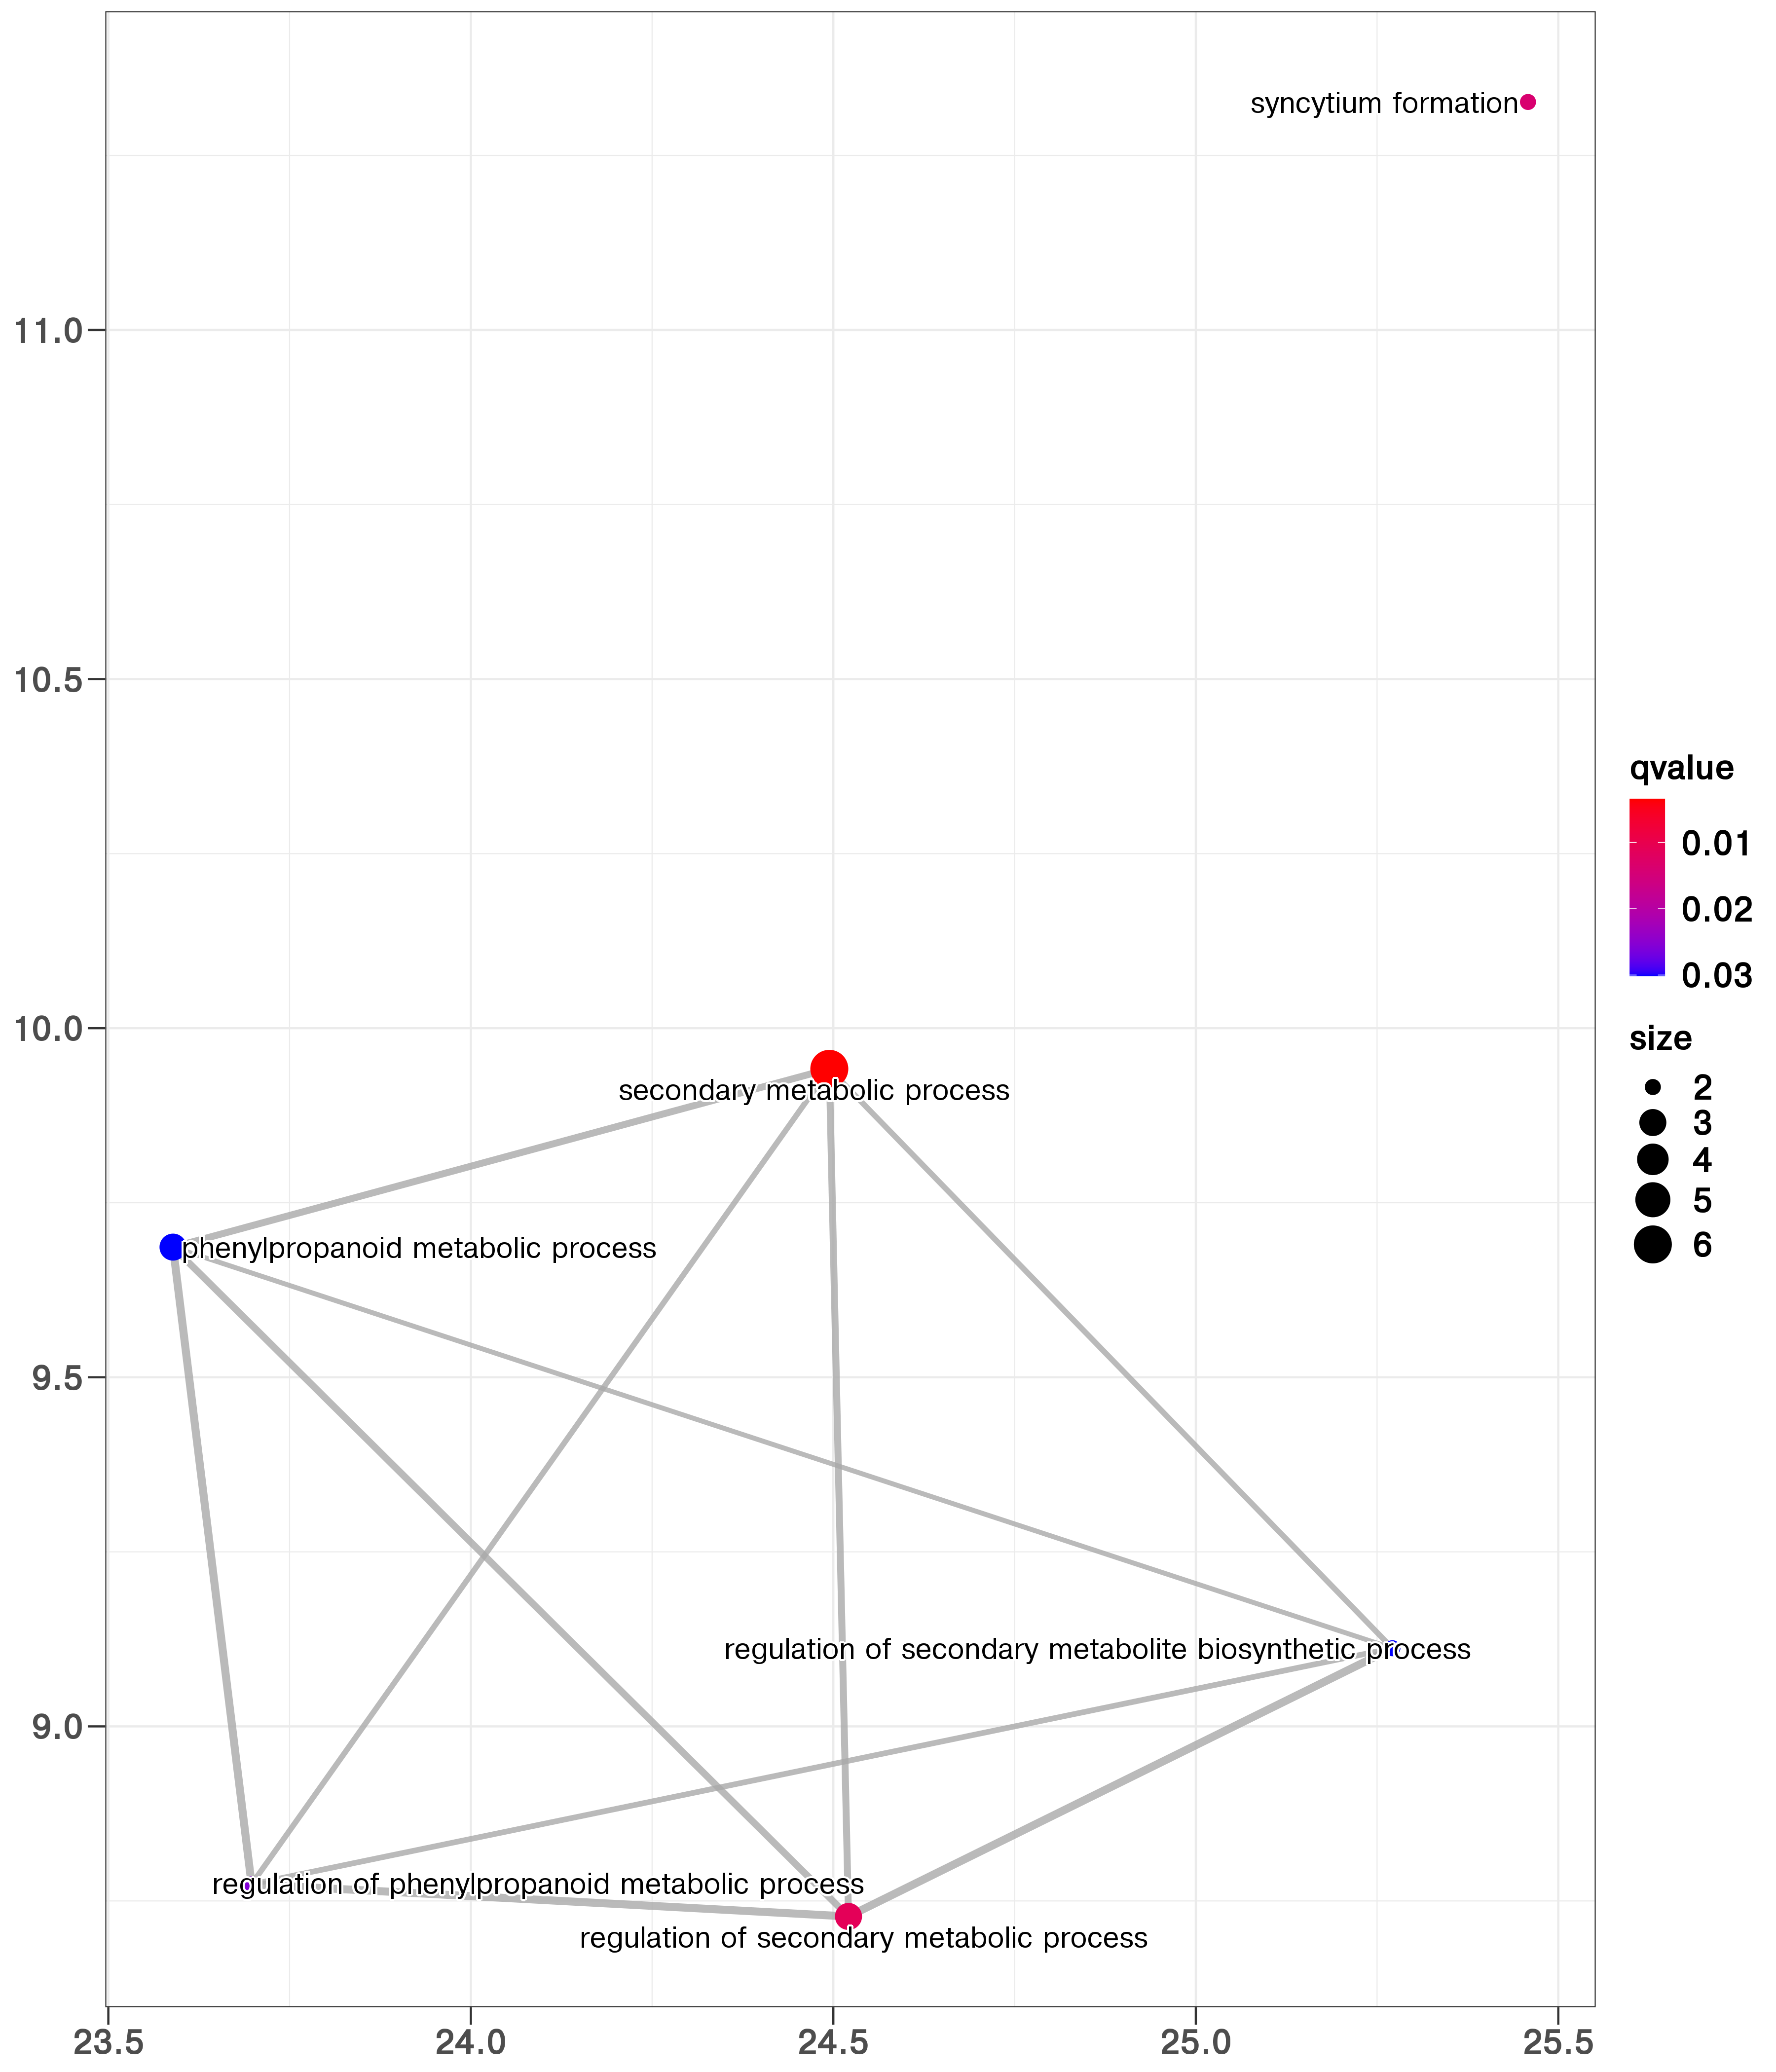 syncytium formation
11.0
10.5
qvalue
0.01
0.02
0.03
10.0
size
2
3
4
5
6
secondary metabolic process
phenylpropanoid metabolic process
9.5
regulation of secondary metabolite biosynthetic process
9.0
regulation of phenylpropanoid metabolic process
regulation of secondary metabolic process
23.5
24.0
24.5
25.0
25.5